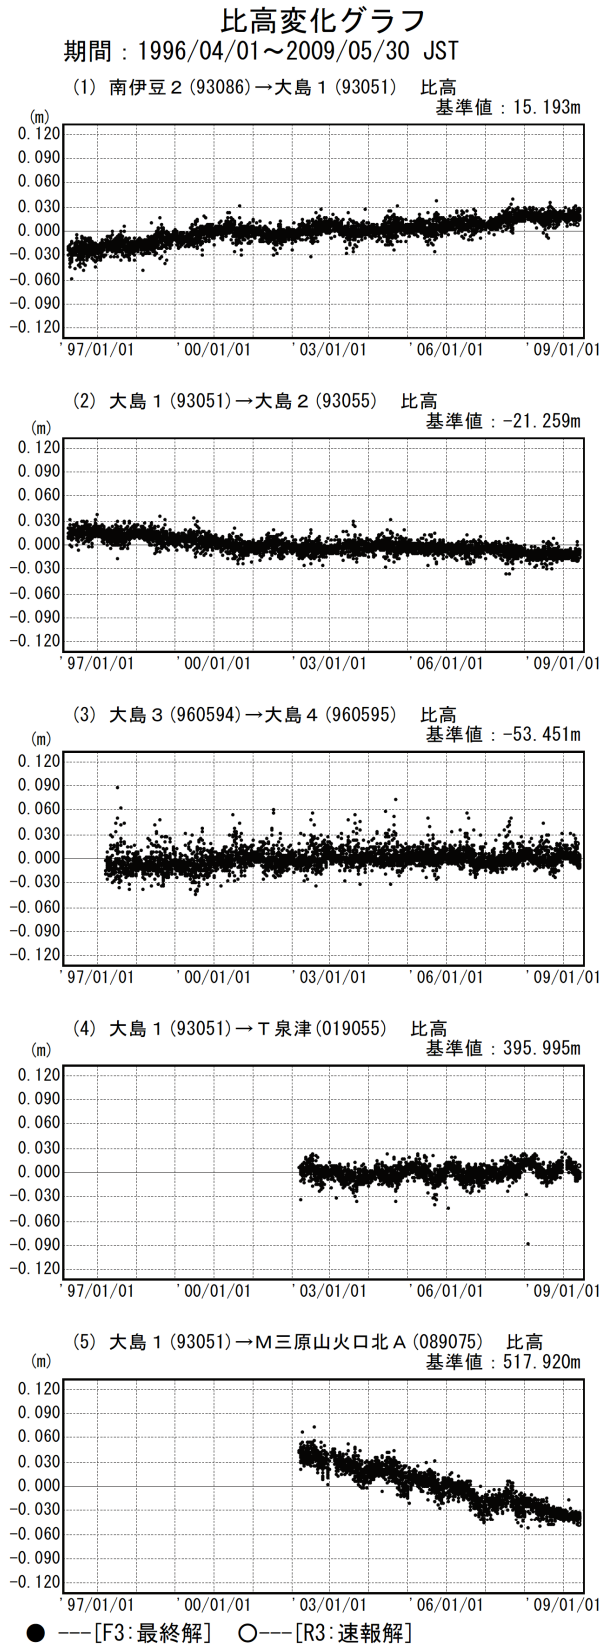 比高変化グラフ
期間：1996/04/01～2009/05/30 JST
(1) 南伊豆２(93086)→大島１(93051) 比高
(m) 基準値：15.193m
0.120
0.090
0.060
0.030
0.000
-0.030
-0.060
-0.090
-0.120
'97/01/01 '00/01/01 '03/01/01 '06/01/01 '09/01/01
(2) 大島１(93051)→大島２(93055) 比高
(m) 基準値：-21.259m
0.120
0.090
0.060
0.030
0.000
-0.030
-0.060
-0.090
-0.120
'97/01/01 '00/01/01 '03/01/01 '06/01/01 '09/01/01
(3) 大島３(960594)→大島４(960595) 比高
(m) 基準値：-53.451m
0.120
0.090
0.060
0.030
0.000
-0.030
-0.060
-0.090
-0.120
'97/01/01 '00/01/01 '03/01/01 '06/01/01 '09/01/01
(4) 大島１(93051)→Ｔ泉津(019055) 比高
(m) 基準値：395.995m
0.120
0.090
0.060
0.030
0.000
-0.030
-0.060
-0.090
-0.120
'97/01/01 '00/01/01 '03/01/01 '06/01/01 '09/01/01
(5) 大島１(93051)→Ｍ三原山火口北Ａ(089075) 比高
(m) 基準値：517.920m
0.120
0.090
0.060
0.030
0.000
-0.030
-0.060
-0.090
-0.120
'97/01/01 '00/01/01 '03/01/01 '06/01/01 '09/01/01
● ---[F3:最終解] ○---[R3:速報解]